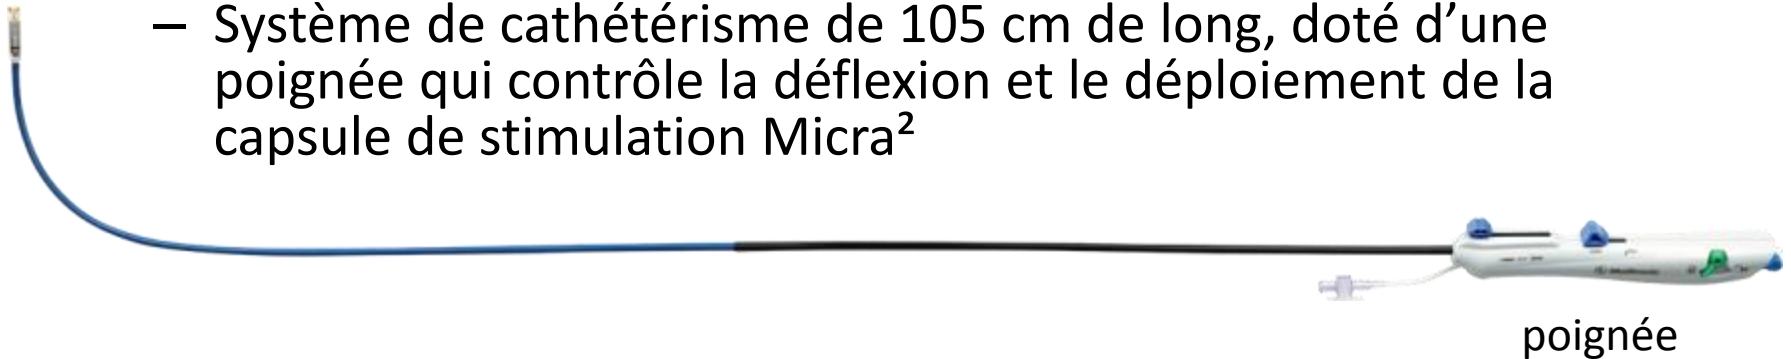 – Système de cathétérisme de 105 cm de long, doté d’une
poignée qui contrôle la déflexion et le déploiement de la
capsule de stimulation Micra²
poignée